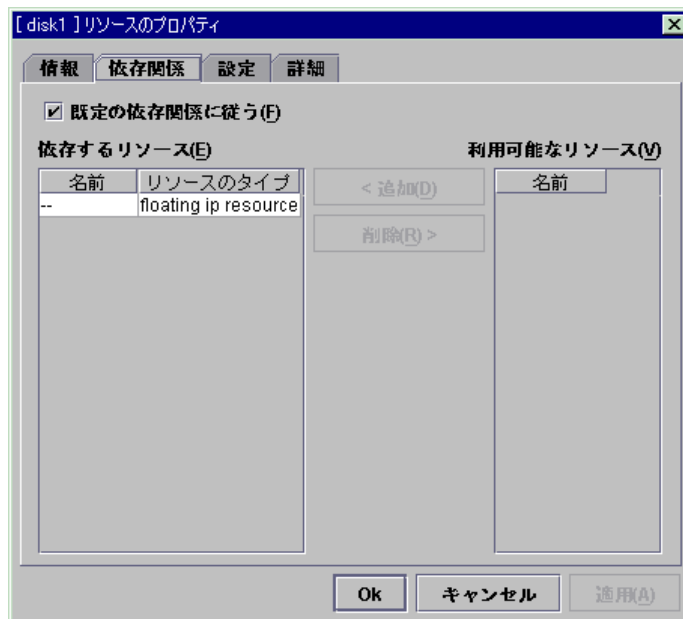 [ disk1 ]リソースのプロパティ
情報 依存関係 設定 詳細
既定の依存関係に従う(F)
依存するリソース(E) 利用可能なリソース(V)
名前 リソースのタイプ < 追加(D) 名前
-- floating ip resource
削除(R) >
Ok キャンセル 適用(A)